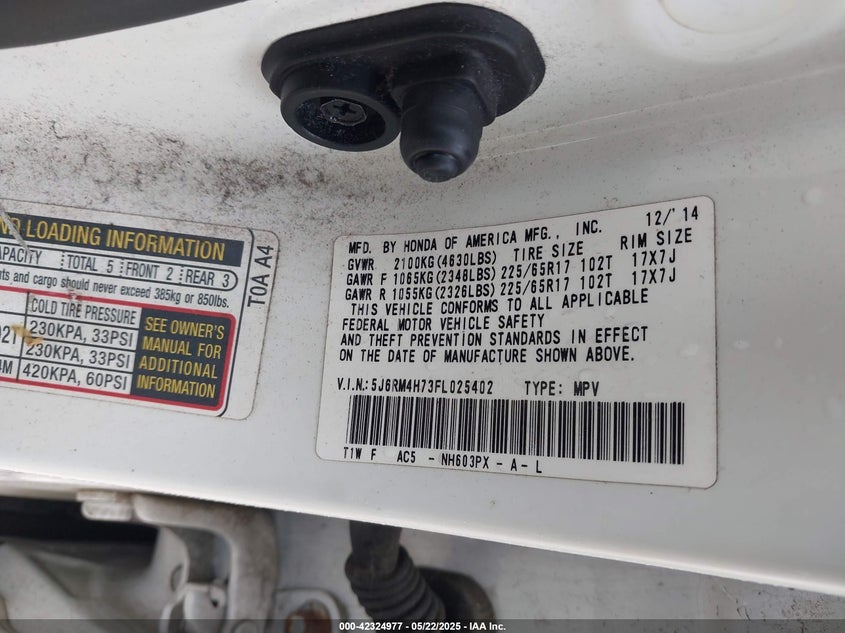 ND LOADING INFORMATION
APACITY TOTAL 5 FRONT 2 REAR 3
nts and cargo should never exceed 385kg or 850lbs.
COLD TIRE PRESSURE
230KPA, 33PSI
230KPA, 33PSI
420KPA, 60PSI
SEE OWNER'S
MANUAL FOR
ADDITIONAL
INFORMATION
T0A A4
12/'14
MFD. BY HONDA OF AMERICA MFG., INC.
GVWR 2100KG(4630LBS) TIRE SIZE RIM SIZE
GAWR F 1065KG(2348LBS) 225/65R17 102T 17X7J
GAWR R 1055KG(2326LBS) 225/65R17 102T 17X7J
THIS VEHICLE CONFORMS TO ALL APPLICABLE
FEDERAL MOTOR VEHICLE SAFETY
AND THEFT PREVENTION STANDARDS IN EFFECT
ON THE DATE OF MANUFACTURE SHOWN ABOVE.
V.I.N.:5J6RM4H73FL025402 TYPE: MPV
T1W F AC5 - NH603PX - A - L
000-42324977 - 05/22/2025 - IAA Inc.